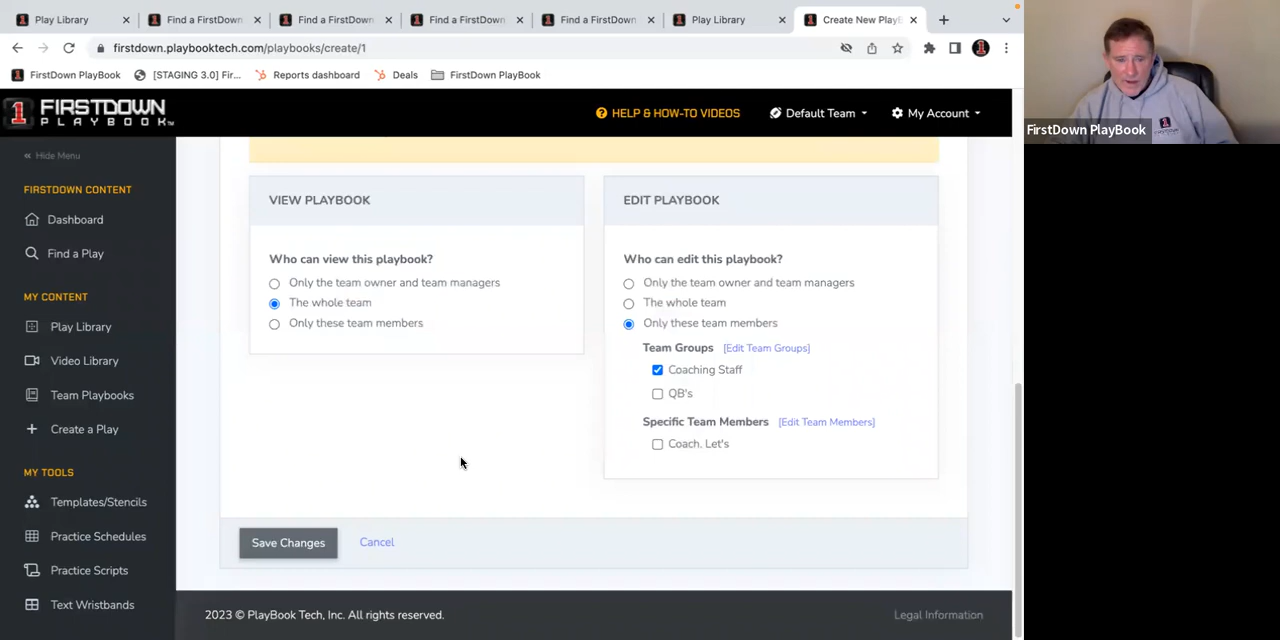 Play Library
Find a FirstDown
Find a FirstDown
Find a FirstDown
Find a FirstDown
Play Library
Create New PlayB
firstdown.playbooktech.com/playbooks/create/1
FirstDown PlayBook
[STAGING 3.0] Fir...
Reports dashboard
Deals
FirstDown PlayBook
1 FIRSTDOWN
PLAYBOOK™
HELP & HOW-TO VIDEOS
Default Team
My Account
FirstDown PlayBook
« Hide Menu
FIRSTDOWN CONTENT
Dashboard
Find a Play
MY CONTENT
Play Library
Video Library
Team Playbooks
Create a Play
MY TOOLS
Templates/Stencils
Practice Schedules
Practice Scripts
Text Wristbands
VIEW PLAYBOOK
Who can view this playbook?
Only the team owner and team managers
The whole team
Only these team members
EDIT PLAYBOOK
Who can edit this playbook?
Only the team owner and team managers
The whole team
Only these team members
Team Groups [Edit Team Groups]
Coaching Staff
QB's
Specific Team Members [Edit Team Members]
Coach. Let's
Save Changes
Cancel
2023 © PlayBook Tech, Inc. All rights reserved.
Legal Information